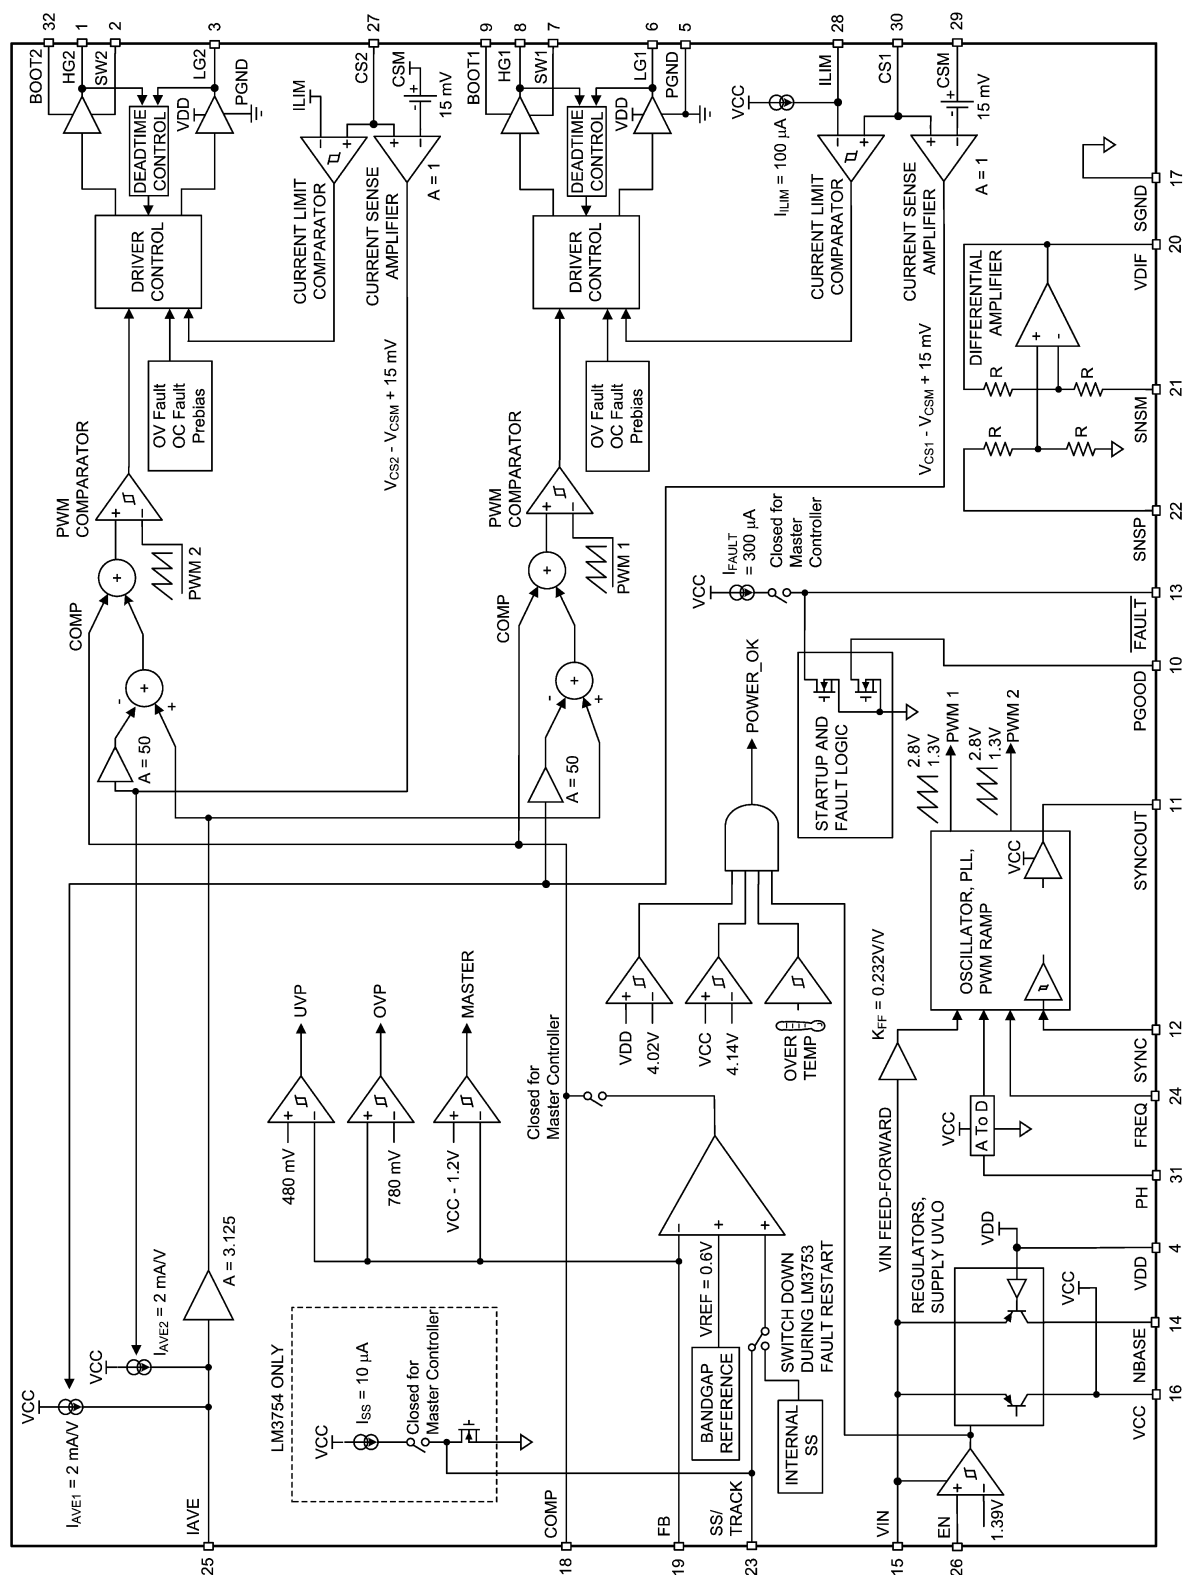 32
1
2
3
27
9
8
7
6
5
28
30
29
BOOT2
HG2
SW2
LG2
CS2
CSM
BOOT1
HG1
SW1
LG1
PGND
ILIM
CS1
CSM
VDD
PGND
ILIM
+
-
15 mV
VDD
VCC
IILIM = 100 µA
+
-
15 mV
DEADTIME
CONTROL
DEADTIME
CONTROL
−
+
+
−
A = 1
−
+
+
−
A = 1
DRIVER
CONTROL
CURRENT LIMIT
COMPARATOR
CURRENT SENSE
AMPLIFIER
DRIVER
CONTROL
CURRENT LIMIT
COMPARATOR
CURRENT SENSE
AMPLIFIER
SGND
17
VDIF
20
DIFFERENTIAL
AMPLIFIER
+
-
R
R
SNSM
21
R
R
SNSP
22
OV Fault
OC Fault
Prebias
VCS2 - VCSM + 15 mV
OV Fault
OC Fault
Prebias
VCS1 - VCSM + 15 mV
PWM
COMPARATOR
+
−
PWM 2
PWM
COMPARATOR
+
−
PWM 1
COMP
+
COMP
+
+
-
+
A = 50
+
-
+
A = 50
VCC
IFAULT
= 300 µA
Closed for
Master
Controller
FAULT
13
PGOOD
10
STARTUP AND
FAULT LOGIC
POWER_OK
2.8V
1.3V
PWM 1
2.8V
1.3V
PWM 2
SYNCOUT
11
OSCILLATOR, PLL,
PWM RAMP
VCC
UVP
OVP
MASTER
+
−
480 mV
+
−
780 mV
+
−
VCC - 1.2V
+
−
VDD
4.02V
+
−
VCC
4.14V
OVER
TEMP
KFF = 0.232V/V
SYNC
12
FREQ
24
VCC
A To D
PH
31
Closed for
Master Controller
VIN FEED-FORWARD
−
+
+
VREF = 0.6V
REGULATORS,
SUPPLY UVLO
VDD
VDD
4
VCC
NBASE
14
VCC
16
A = 3.125
IAVE2 = 2 mA/V
VCC
VCC
IAVE1 = 2 mA/V
LM3754 ONLY
VCC
ISS = 10 µA
Closed for
Master Controller
BANDGAP
REFERENCE
SWITCH DOWN
DURING LM3753
FAULT RESTART
INTERNAL
SS
+
−
1.39V
IAVE
25
COMP
18
FB
19
SS/
TRACK
23
VIN
15
EN
26